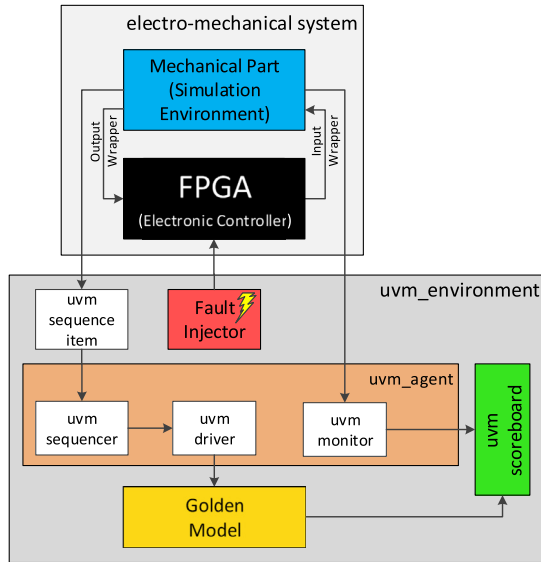 electro-mechanical system
Mechanical Part
(Simulation
Environment)
Output
Wrapper
Input
Wrapper
FPGA
(Electronic Controller)
uvm_environment
uvm
sequence
item
Fault
Injector
uvm_agent
uvm
sequencer
uvm
driver
uvm
monitor
uvm
scoreboard
Golden
Model